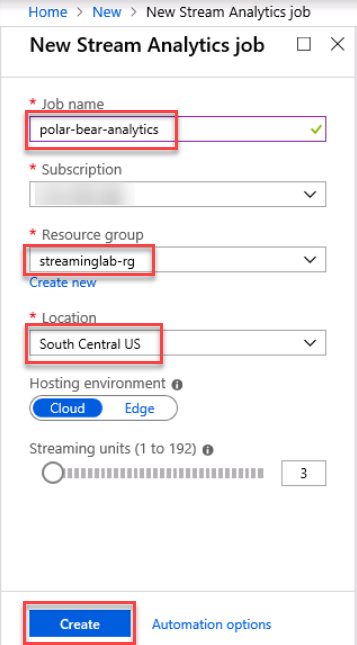 Home > New > New Stream Analytics job
New Stream Analytics job
* Job name
polar-bear-analytics
* Subscription
* Resource group
streaminglab-rg
Create new
* Location
South Central US
Hosting environment
Cloud Edge
Streaming units (1 to 192)
3
Create Automation options